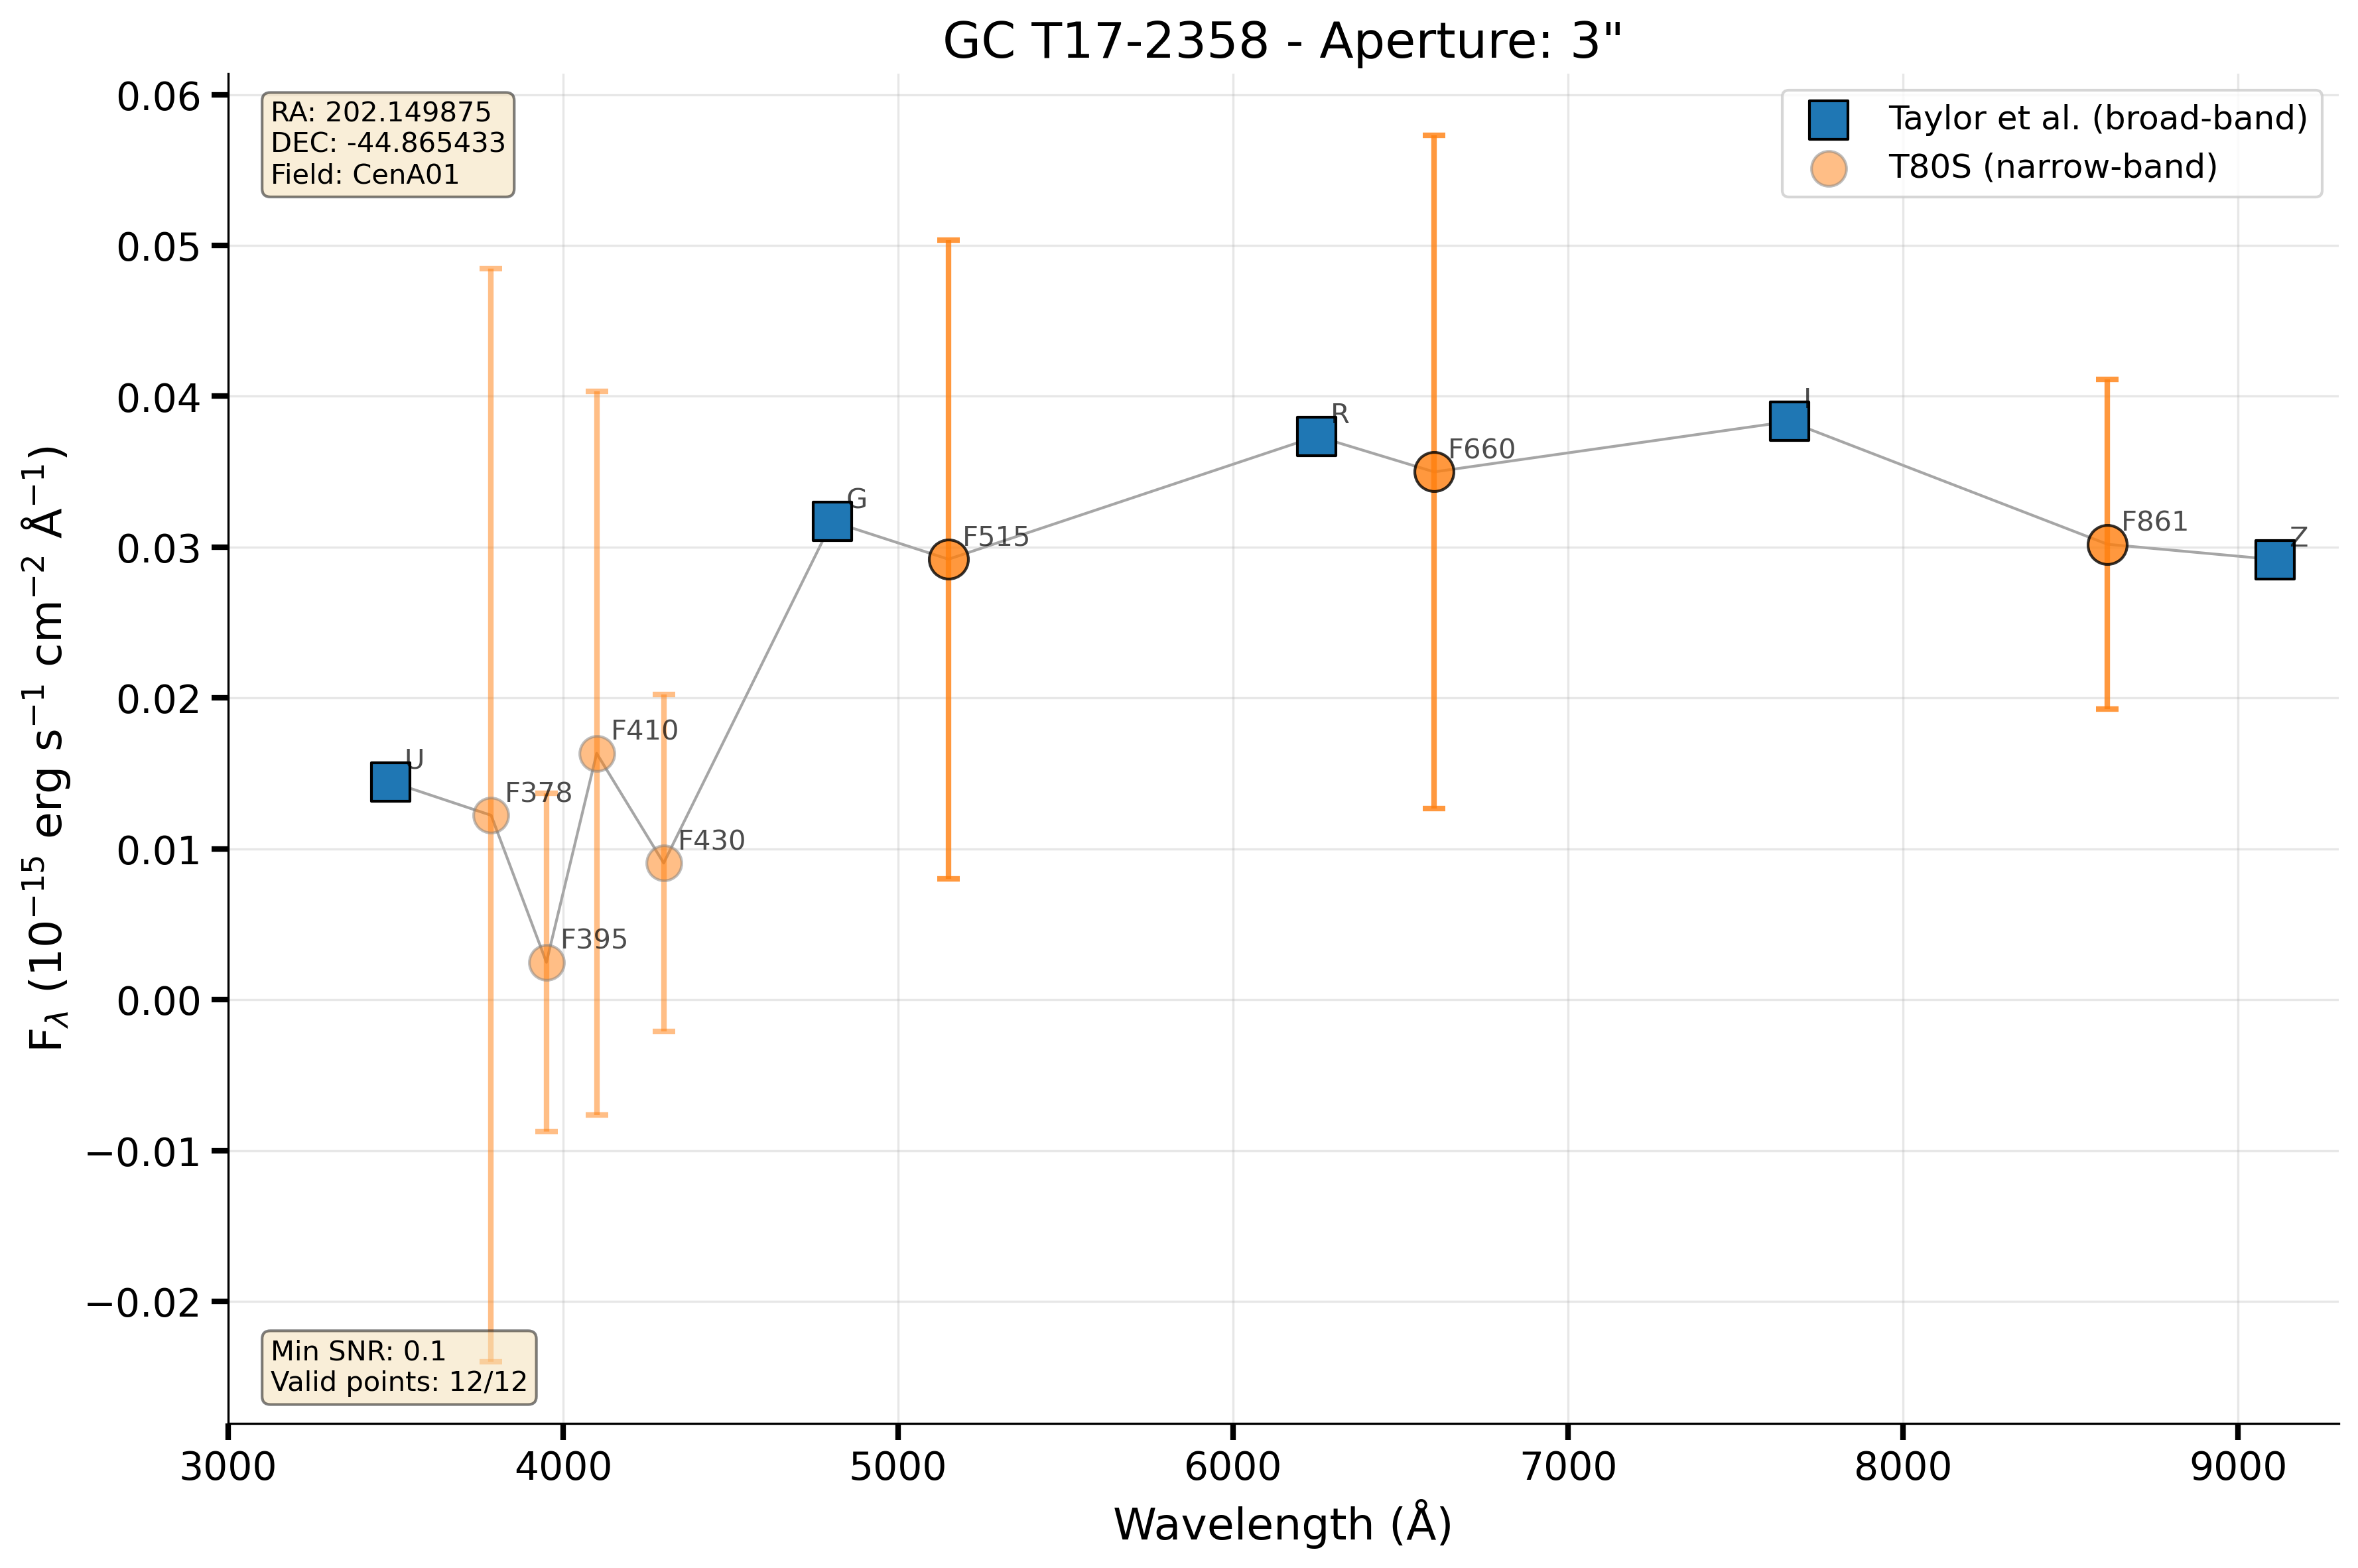 GC T17-2358 - Aperture: 3"
RA: 202.149875
DEC: -44.865433
Field: CenA01
Taylor et al. (broad-band)
T80S (narrow-band)
0.06
0.05
0.04
0.03
0.02
0.01
0.00
−0.01
−0.02
F_λ (10⁻¹⁵ erg s⁻¹ cm⁻² Å⁻¹)
U
F378
F395
F410
F430
G
F515
R
F660
I
F861
Z
Min SNR: 0.1
Valid points: 12/12
3000 4000 5000 6000 7000 8000 9000
Wavelength (Å)